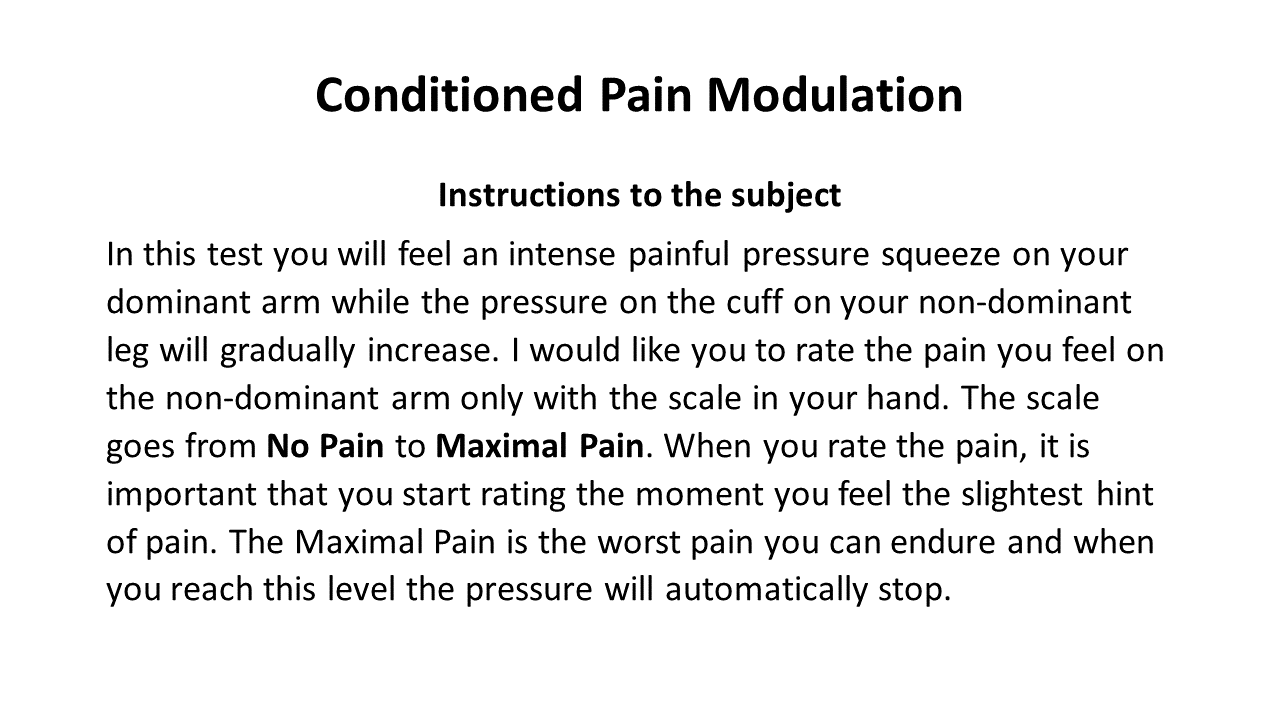 Conditioned Pain Modulation
Instructions to the subject
In this test you will feel an intense painful pressure squeeze on your
dominant arm while the pressure on the cuff on your non-dominant
leg will gradually increase. I would like you to rate the pain you feel on
the non-dominant arm only with the scale in your hand. The scale
goes from No Pain to Maximal Pain. When you rate the pain, it is
important that you start rating the moment you feel the slightest hint
of pain. The Maximal Pain is the worst pain you can endure and when
you reach this level the pressure will automatically stop.